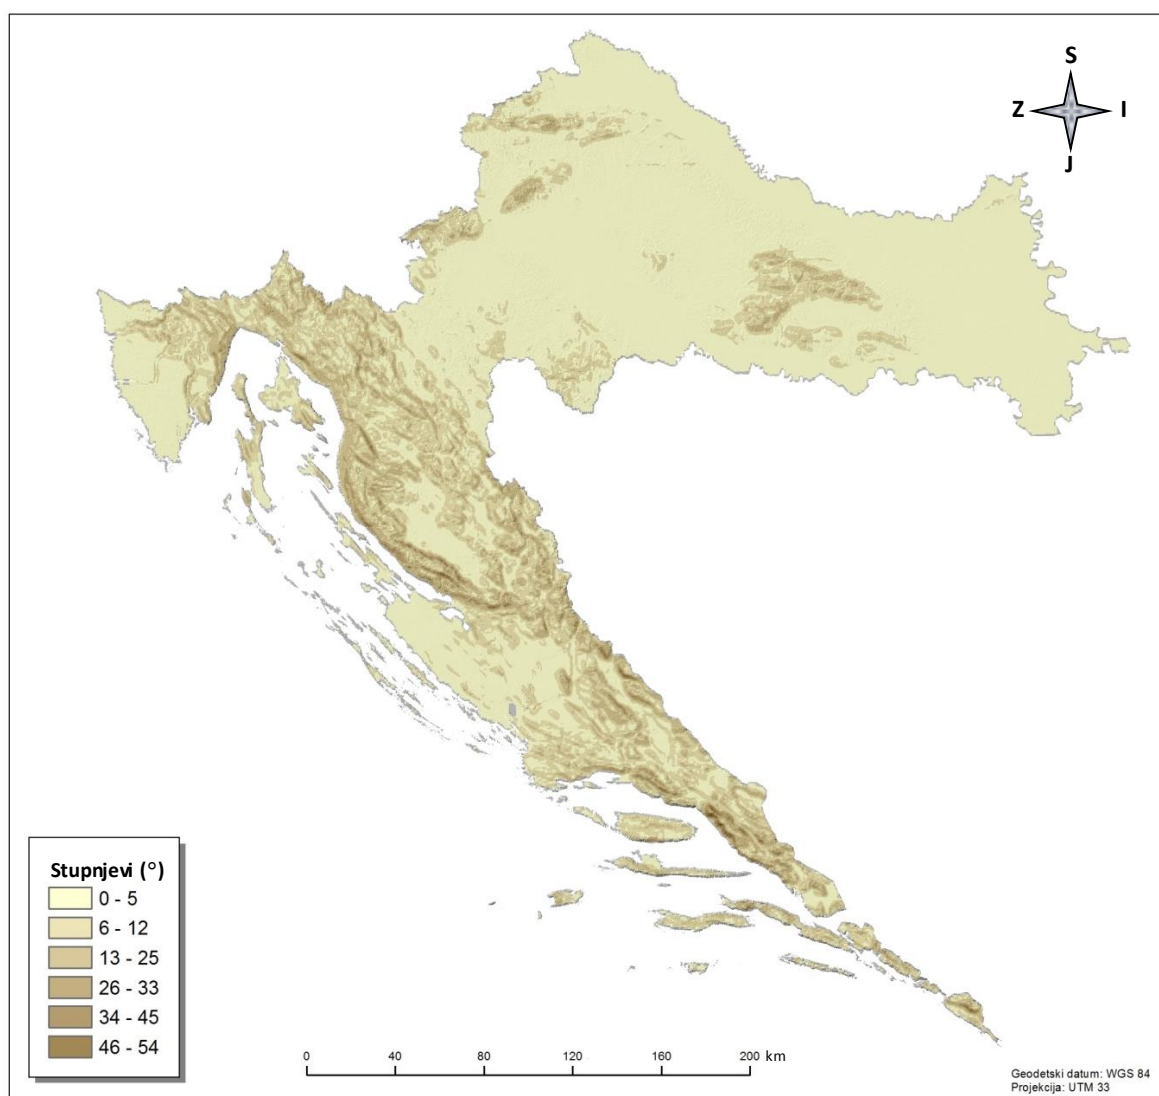 S
Z I
J
Stupnjevi (°)
0 - 5
6 - 12
13 - 25
26 - 33
34 - 45
46 - 54
0 40 80 120 160 200 km
Geodetski datum: WGS 84
Projekcija: UTM 33